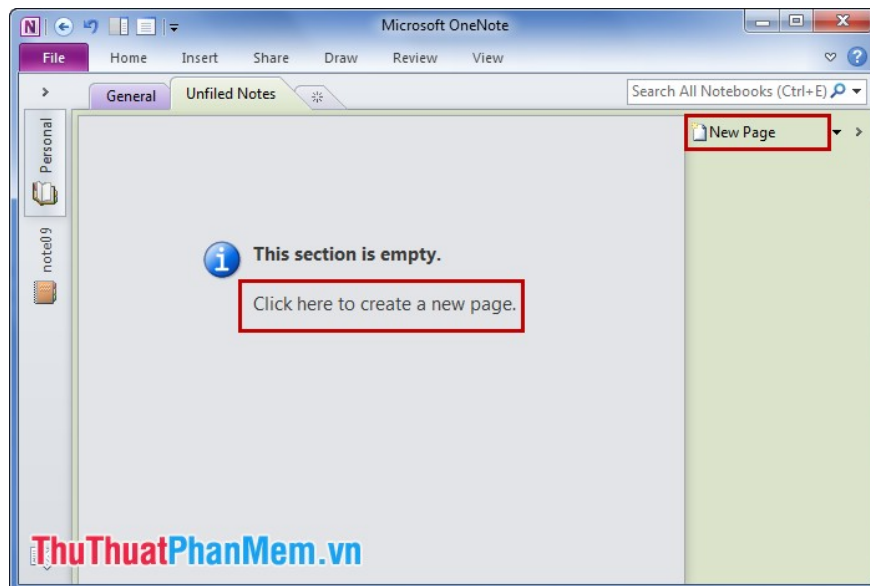 Microsoft OneNote
File Home Insert Share Draw Review View
General Unfiled Notes Search All Notebooks (Ctrl+E)
New Page
Personal
note09
This section is empty.
Click here to create a new page.
ThuThuatPhanMem.vn